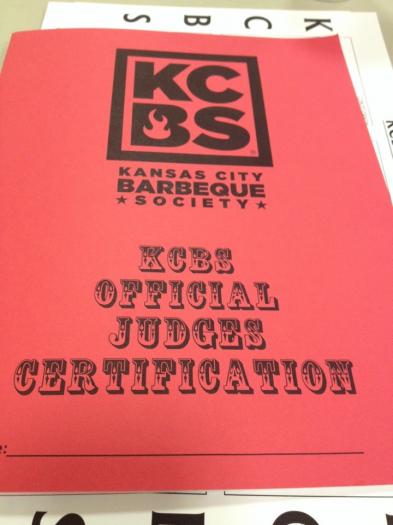 K C B S
KC
BS
KANSAS CITY
BARBEQUE
★ SOCIETY ★
KCBS
OFFICIAL
JUDGES
CERTIFICATION